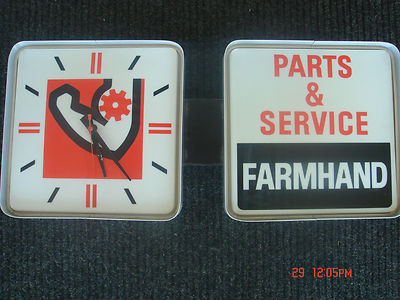 PARTS
&
SERVICE
FARMHAND
29 12:05PM